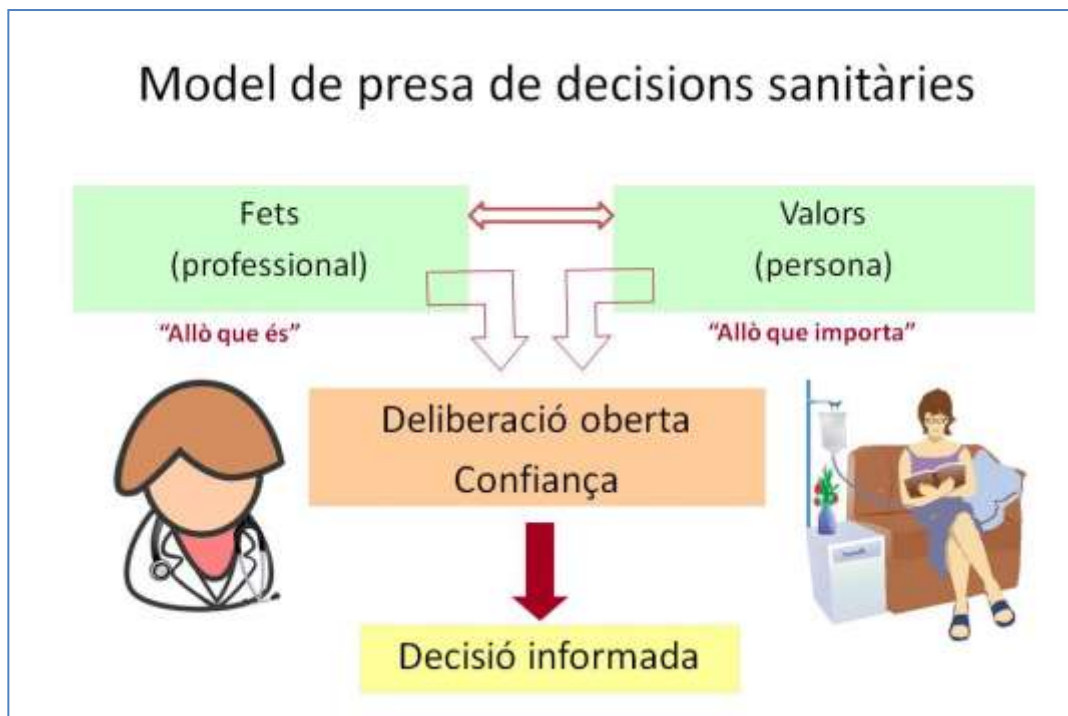 Model de presa de decisions sanitàries
Fets
(professional)
Valors
(persona)
"Allò que és"
"Allò que importa"
Deliberació oberta
Confiança
Decisió informada